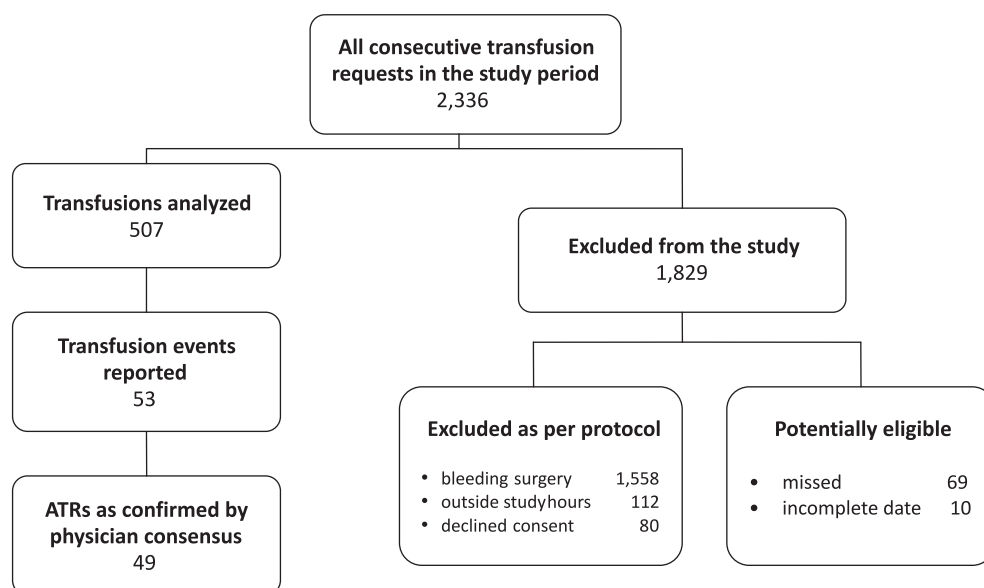 All consecutive transfusion
requests in the study period
2,336
Transfusions analyzed
507
Excluded from the study
1,829
Transfusion events
reported
53
Excluded as per protocol
• bleeding surgery 1,558
• outside studyhours 112
• declined consent 80
Potentially eligible
• missed 69
• incomplete date 10
ATRs as confirmed by
physician consensus
49